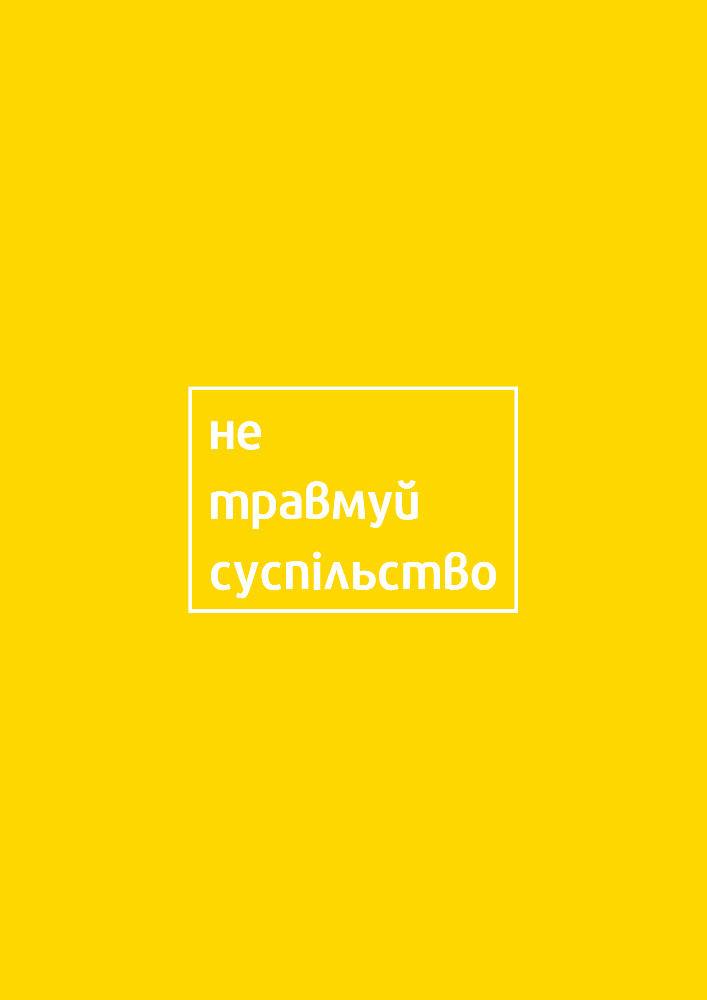 не
травмуй
суспільство